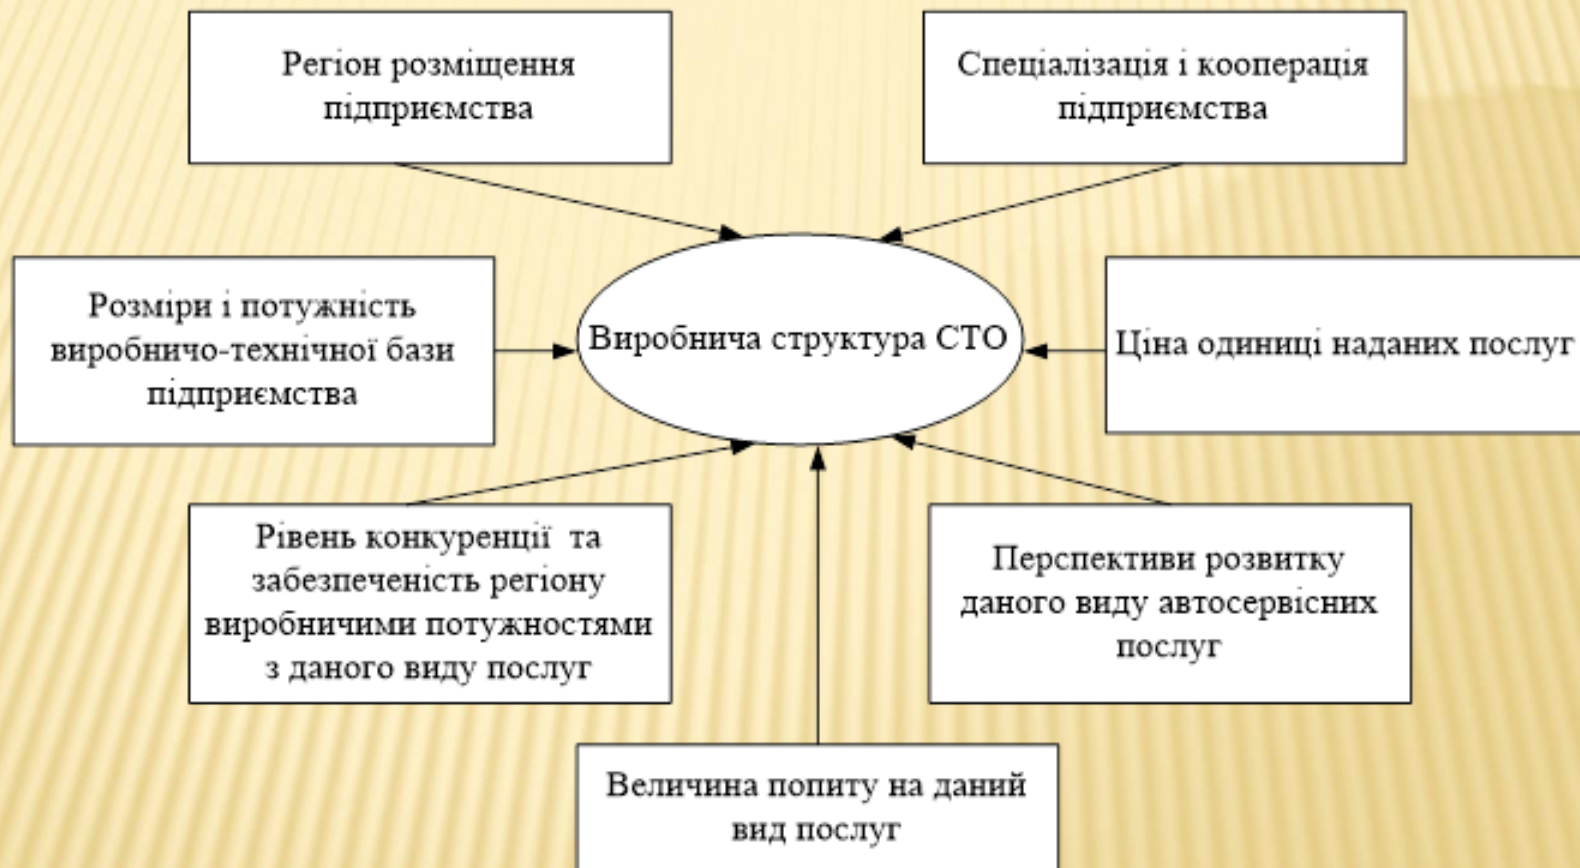 Регіон розміщення
підприємства
Спеціалізація і кооперація
підприємства
Розміри і потужність
виробничо-технічної бази
підприємства
Виробнича структура СТО
Ціна одиниці наданих послуг
Рівень конкуренції та
забезпеченість регіону
виробничими потужностями
з даного виду послуг
Перспективи розвитку
даного виду автосервісних
послуг
Величина попиту на даний
вид послуг